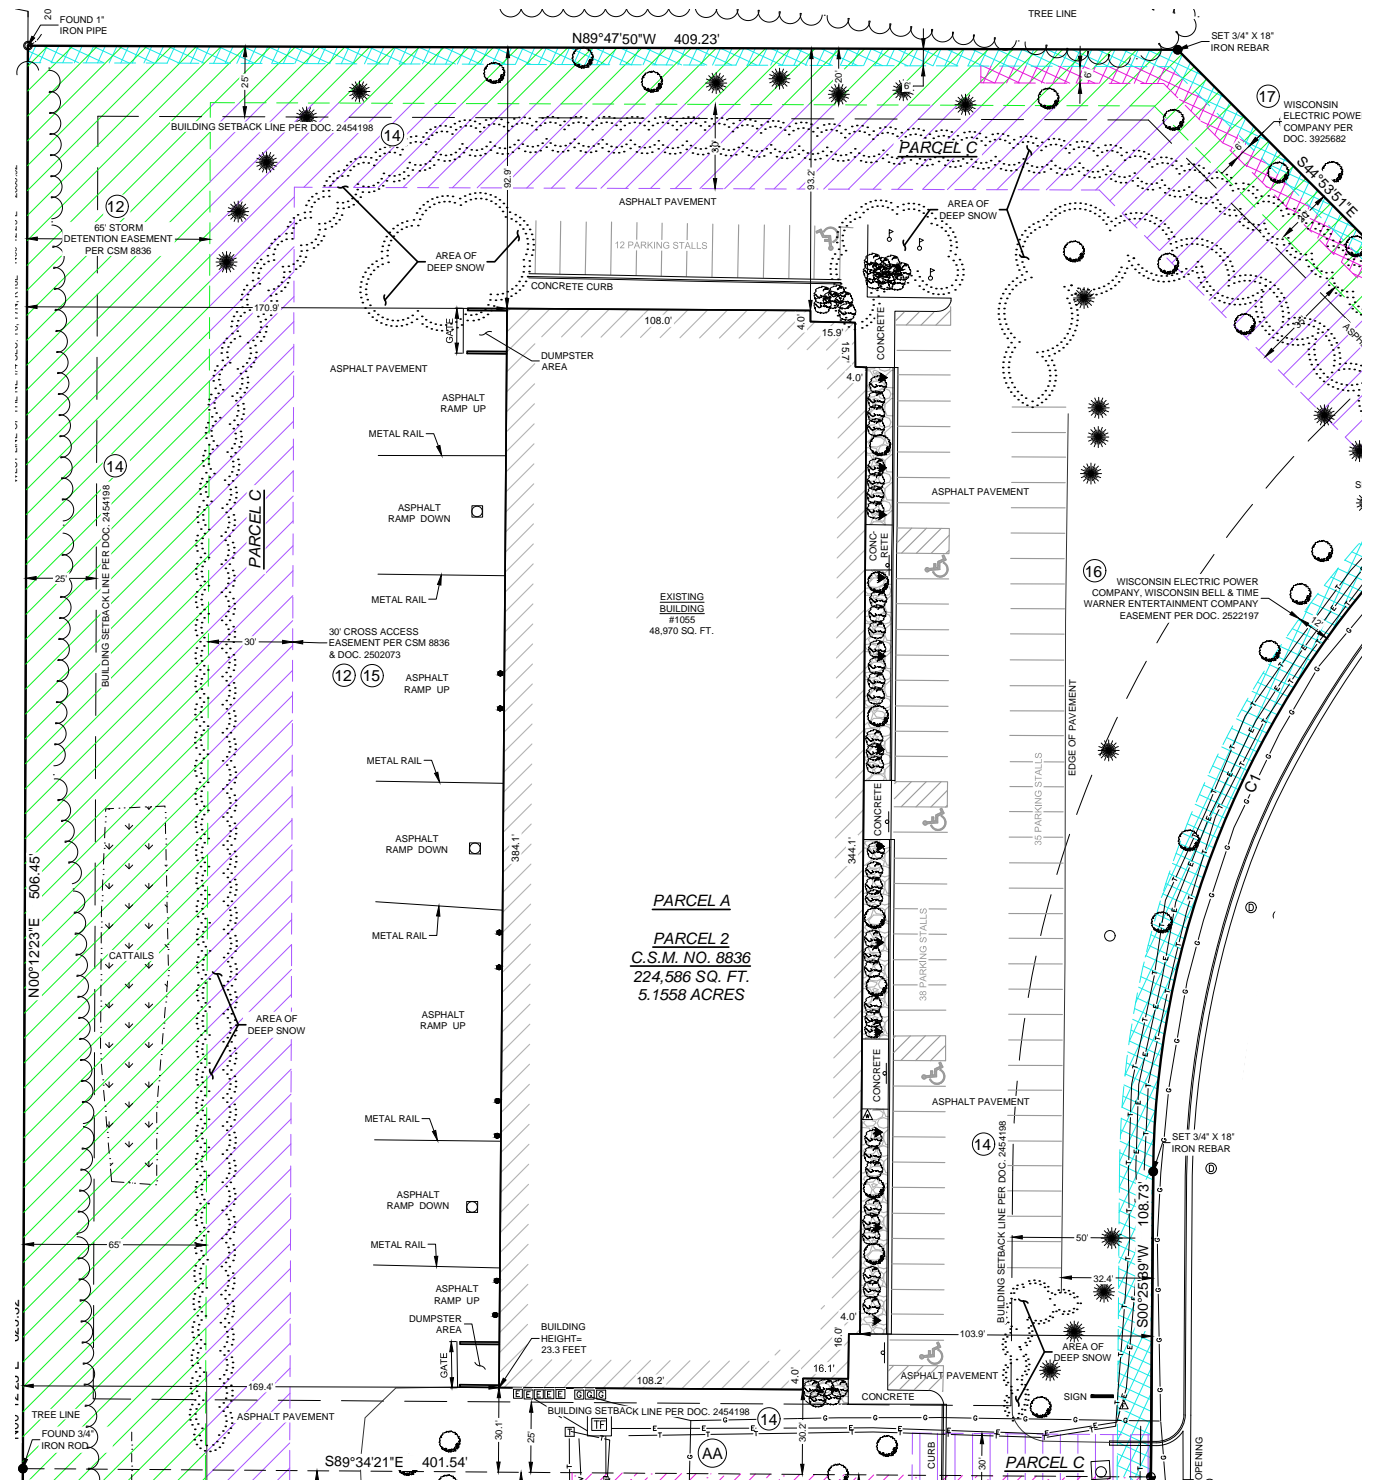 20
FOUND 1"
IRON PIPE
N89°47'50"W 409.23'
TREE LINE
SET 3/4" X 18"
IRON REBAR
25'
20'
6'
6'
17
WISCONSIN
ELECTRIC POWE
COMPANY PER
DOC. 3925682
BUILDING SETBACK LINE PER DOC. 2454198
14
PARCEL C
S44°53'51"E
6'
92.9'
93.2'
30'
ASPHALT PAVEMENT
12
65' STORM
DETENTION EASEMENT
PER CSM 8836
AREA OF
DEEP SNOW
AREA OF
DEEP SNOW
12 PARKING STALLS
CONCRETE CURB
170.9'
GATE
108.0'
4.0'
15.9'
15.7'
4.0'
CONCRETE
DUMPSTER
AREA
ASPHALT PAVEMENT
ASPHALT
RAMP UP
METAL RAIL
14
BUILDING SETBACK LINE PER DOC. 2454198
PARCEL C
ASPHALT
RAMP DOWN
ASPHALT PAVEMENT
CONC-
RETE
25'
METAL RAIL
EXISTING
BUILDING
#1055
48,970 SQ. FT.
16
WISCONSIN ELECTRIC POWER
COMPANY, WISCONSIN BELL & TIME
WARNER ENTERTAINMENT COMPANY
EASEMENT PER DOC. 2522197
12'
30'
30' CROSS ACCESS
EASEMENT PER CSM 8836
& DOC. 2502073
12 15
ASPHALT
RAMP UP
EDGE OF PAVEMENT
METAL RAIL
C1
CONCRETE
35 PARKING STALLS
ASPHALT
RAMP DOWN
384.1'
344.1'
N00°12'23"E 506.45'
PARCEL A
PARCEL 2
C.S.M. NO. 8836
224,586 SQ. FT.
5.1558 ACRES
METAL RAIL
38 PARKING STALLS
CATTAILS
D
AREA OF
DEEP SNOW
ASPHALT
RAMP UP
CONCRETE
ASPHALT PAVEMENT
METAL RAIL
14
BUILDING SETBACK LINE PER DOC. 2454198
SET 3/4" X 18"
IRON REBAR
D
ASPHALT
RAMP DOWN
S00°25'39"W 108.73'
65'
METAL RAIL
50'
32.4'
ASPHALT
RAMP UP
DUMPSTER
AREA
BUILDING
HEIGHT=
23.3 FEET
4.0'
16.0'
103.9'
AREA OF
DEEP SNOW
GATE
16.1'
4.0'
ASPHALT PAVEMENT
169.4'
108.2'
E E E E E G G G
CONCRETE
SIGN
TREE LINE
ASPHALT PAVEMENT
BUILDING SETBACK LINE PER DOC. 2454198
14
FOUND 3/4"
IRON ROD
30.1'
25'
T
TF
AA
30.2'
CURB
30'
PARCEL C
OPENING
S89°34'21"E 401.54'